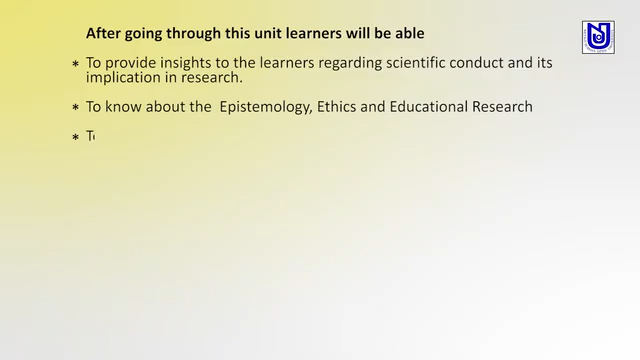 After going through this unit learners will be able
* To provide insights to the learners regarding scientific conduct and its
implication in research.
* To know about the Epistemology, Ethics and Educational Research
* To